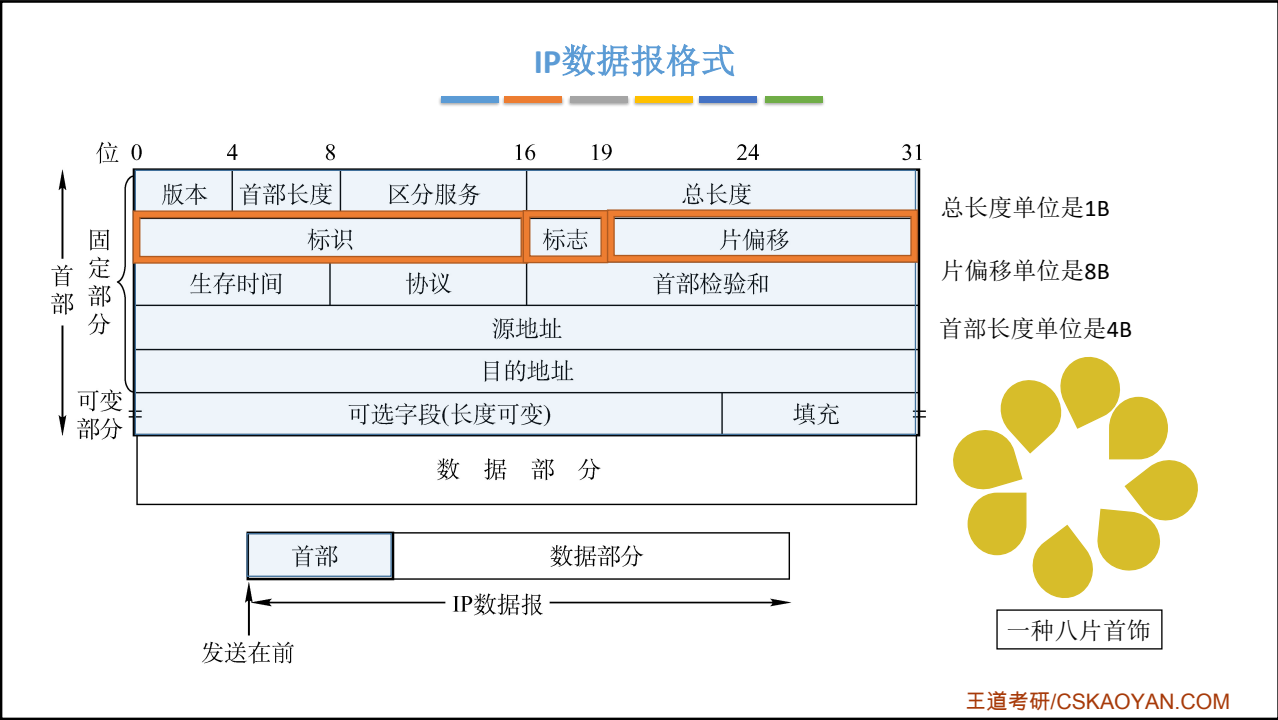 IP数据报格式
位 0 4 8 16 19 24 31
版本 首部长度 区分服务 总长度
总长度单位是1B
标识 标志 片偏移
固定部分
首部
片偏移单位是8B
生存时间 协议 首部检验和
源地址
首部长度单位是4B
目的地址
可变部分
可选字段(长度可变) 填充
数 据 部 分
首部 数据部分
IP数据报
发送在前
一种八片首饰
王道考研/CSKAOYAN.COM